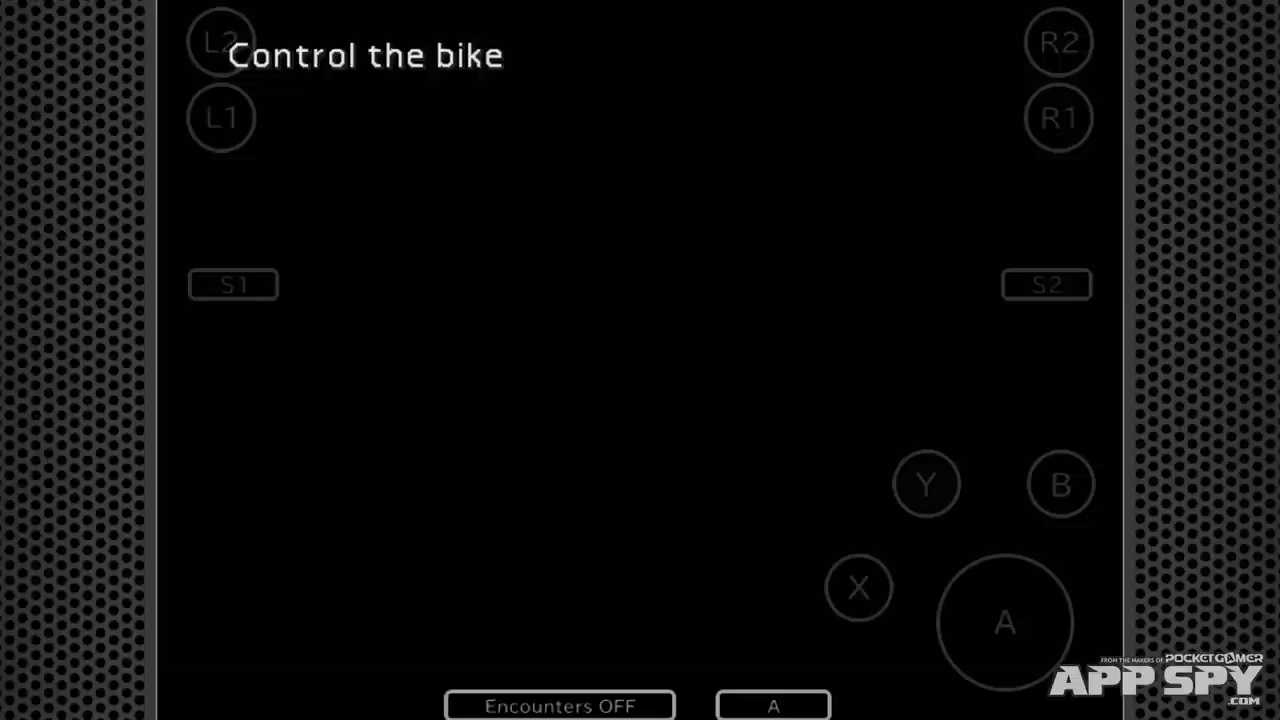 L2
Control the bike
R2
L1
R1
S1
S2
Y
B
X
A
Encounters OFF
A
FROM THE MAKERS OF POCKETGAMER
APP SPY
.COM